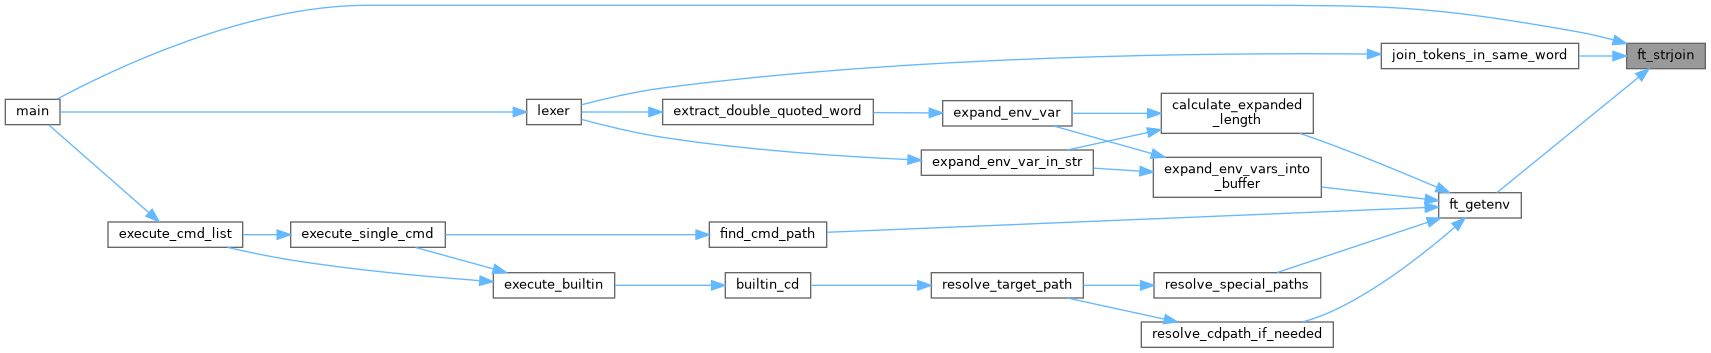 ft_strjoin
join_tokens_in_same_word
main
lexer
extract_double_quoted_word
expand_env_var
calculate_expanded
_length
expand_env_var_in_str
expand_env_vars_into
_buffer
ft_getenv
execute_cmd_list
execute_single_cmd
find_cmd_path
execute_builtin
builtin_cd
resolve_target_path
resolve_special_paths
resolve_cdpath_if_needed